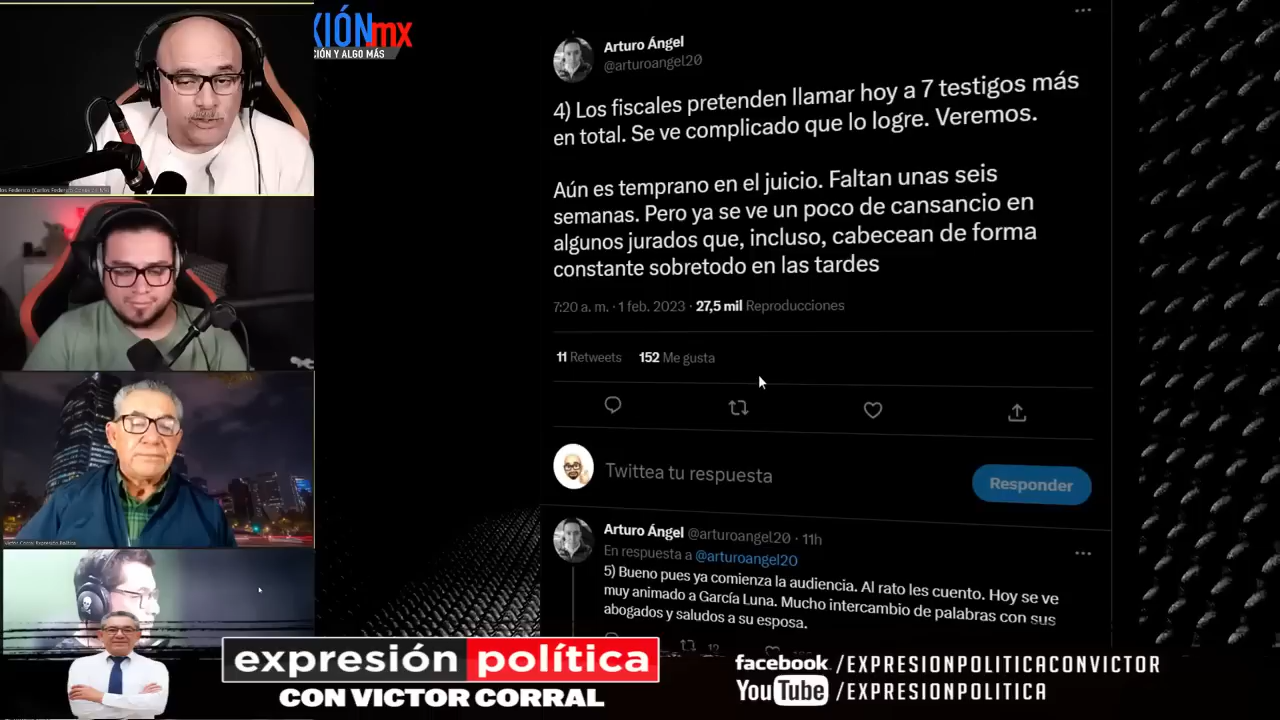 XIÓNmx
CIÓN Y ALGO MÁS
Arturo Ángel
@arturoangel20
4) Los fiscales pretenden llamar hoy a 7 testigos más
en total. Se ve complicado que lo logre. Veremos.
Aún es temprano en el juicio. Faltan unas seis
semanas. Pero ya se ve un poco de cansancio en
algunos jurados que, incluso, cabecean de forma
constante sobretodo en las tardes
7:20 a. m. · 1 feb. 2023 · 27,5 mil Reproducciones
11 Retweets 152 Me gusta
Twittea tu respuesta
Responder
Arturo Ángel @arturoangel20 · 11h
En respuesta a @arturoangel20
5) Bueno pues ya comienza la audiencia. Al rato les cuento. Hoy se ve
muy animado a García Luna. Mucho intercambio de palabras con sus
abogados y saludos a su esposa.
expresión política
CON VICTOR CORRAL
facebook /EXPRESIONPOLITICACONVICTOR
YouTube /EXPRESIONPOLITICA